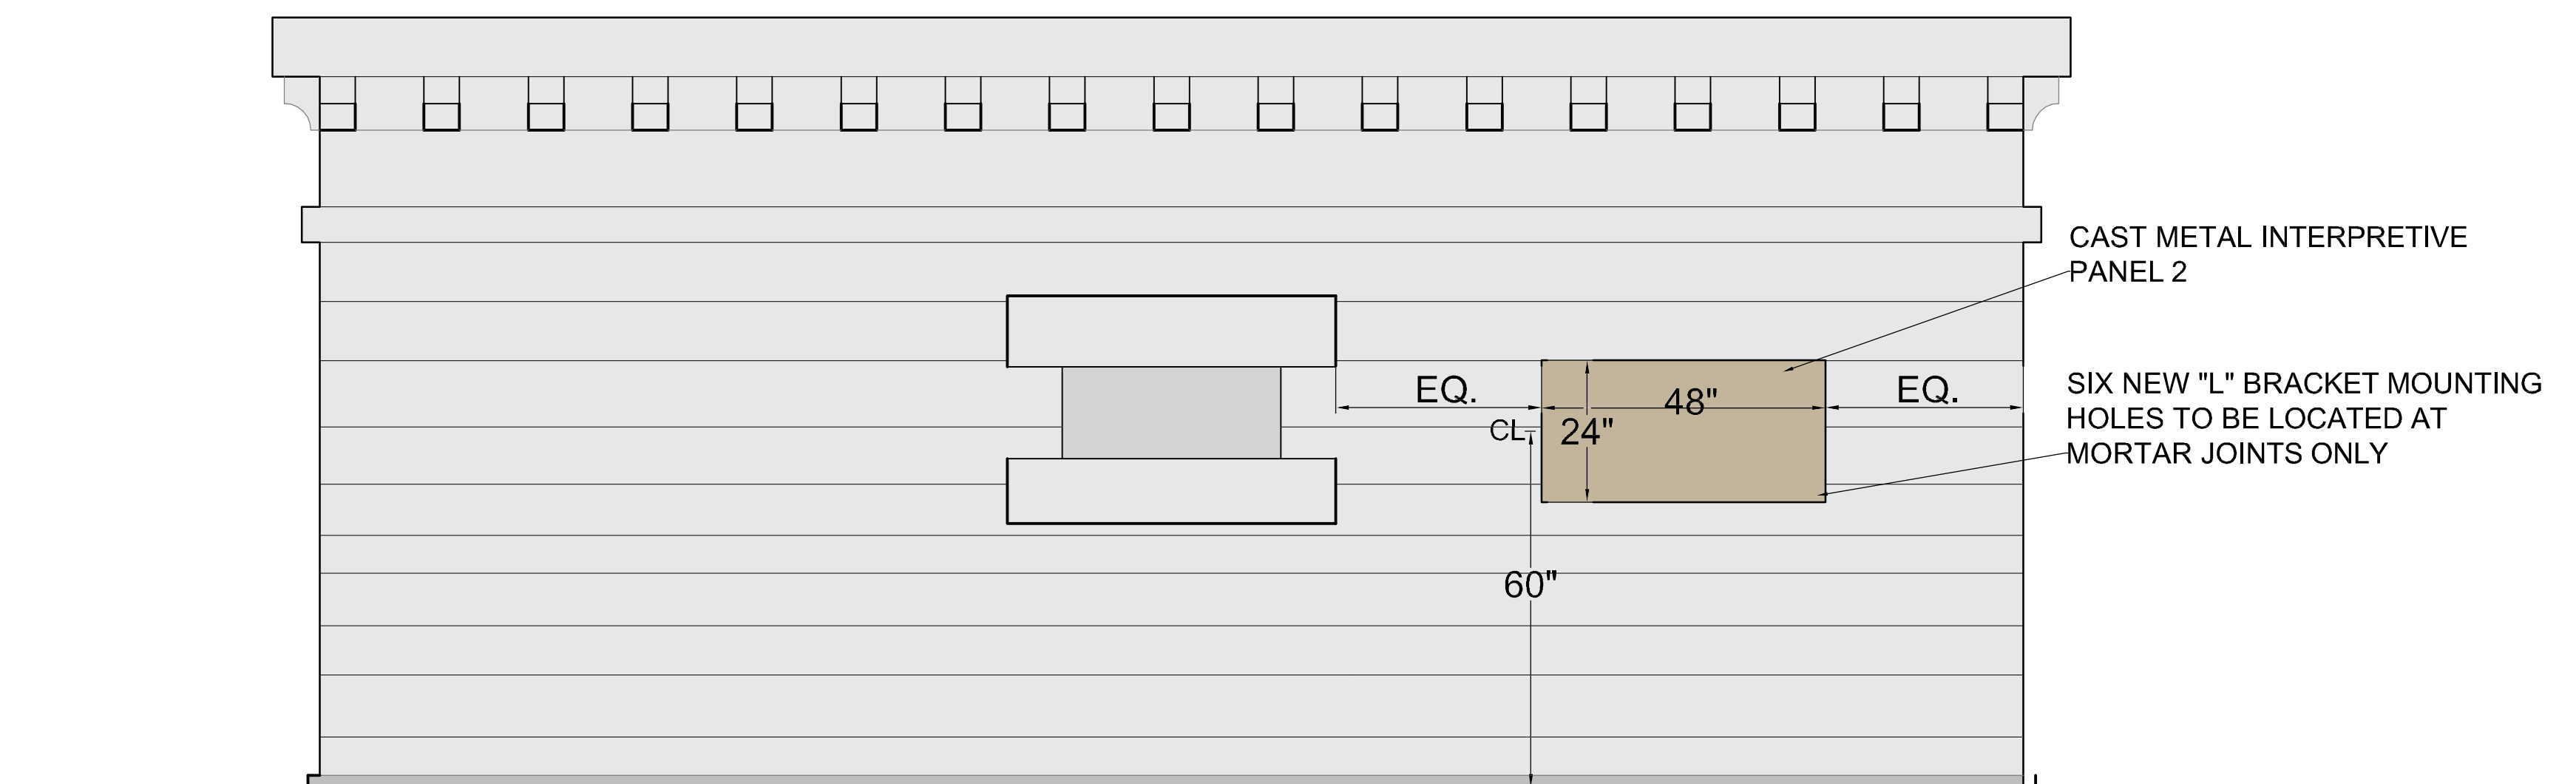 CAST METAL INTERPRETIVE
PANEL 2
SIX NEW "L" BRACKET MOUNTING
HOLES TO BE LOCATED AT
MORTAR JOINTS ONLY
EQ.
48"
EQ.
CL
24"
60"